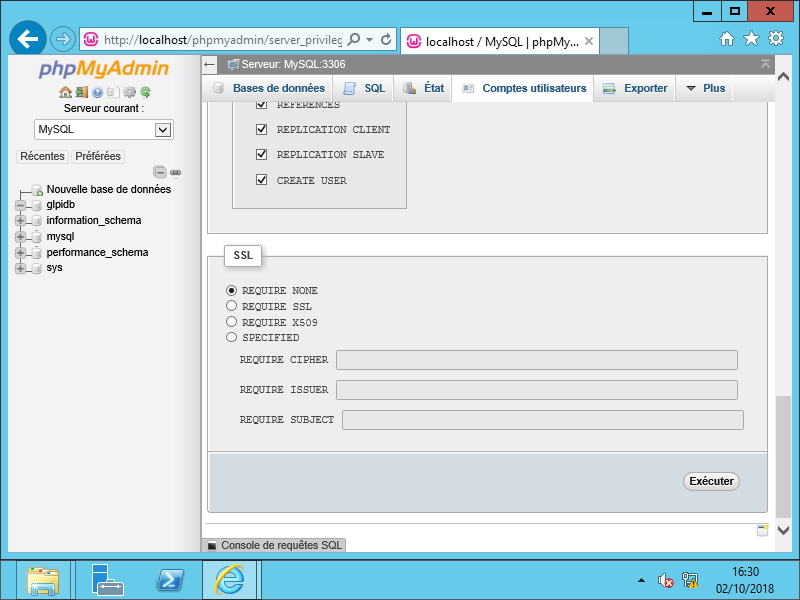 http://localhost/phpmyadmin/server_privileg
localhost / MySQL | phpMy...
phpMyAdmin
Serveur courant :
MySQL
Récentes Préférées
Nouvelle base de données
glpidb
information_schema
mysql
performance_schema
sys
Serveur: MySQL:3306
Bases de données SQL État Comptes utilisateurs Exporter Plus
REFERENCES
REPLICATION CLIENT
REPLICATION SLAVE
CREATE USER
SSL
REQUIRE NONE
REQUIRE SSL
REQUIRE X509
SPECIFIED
REQUIRE CIPHER
REQUIRE ISSUER
REQUIRE SUBJECT
Exécuter
Console de requêtes SQL
16:30
02/10/2018